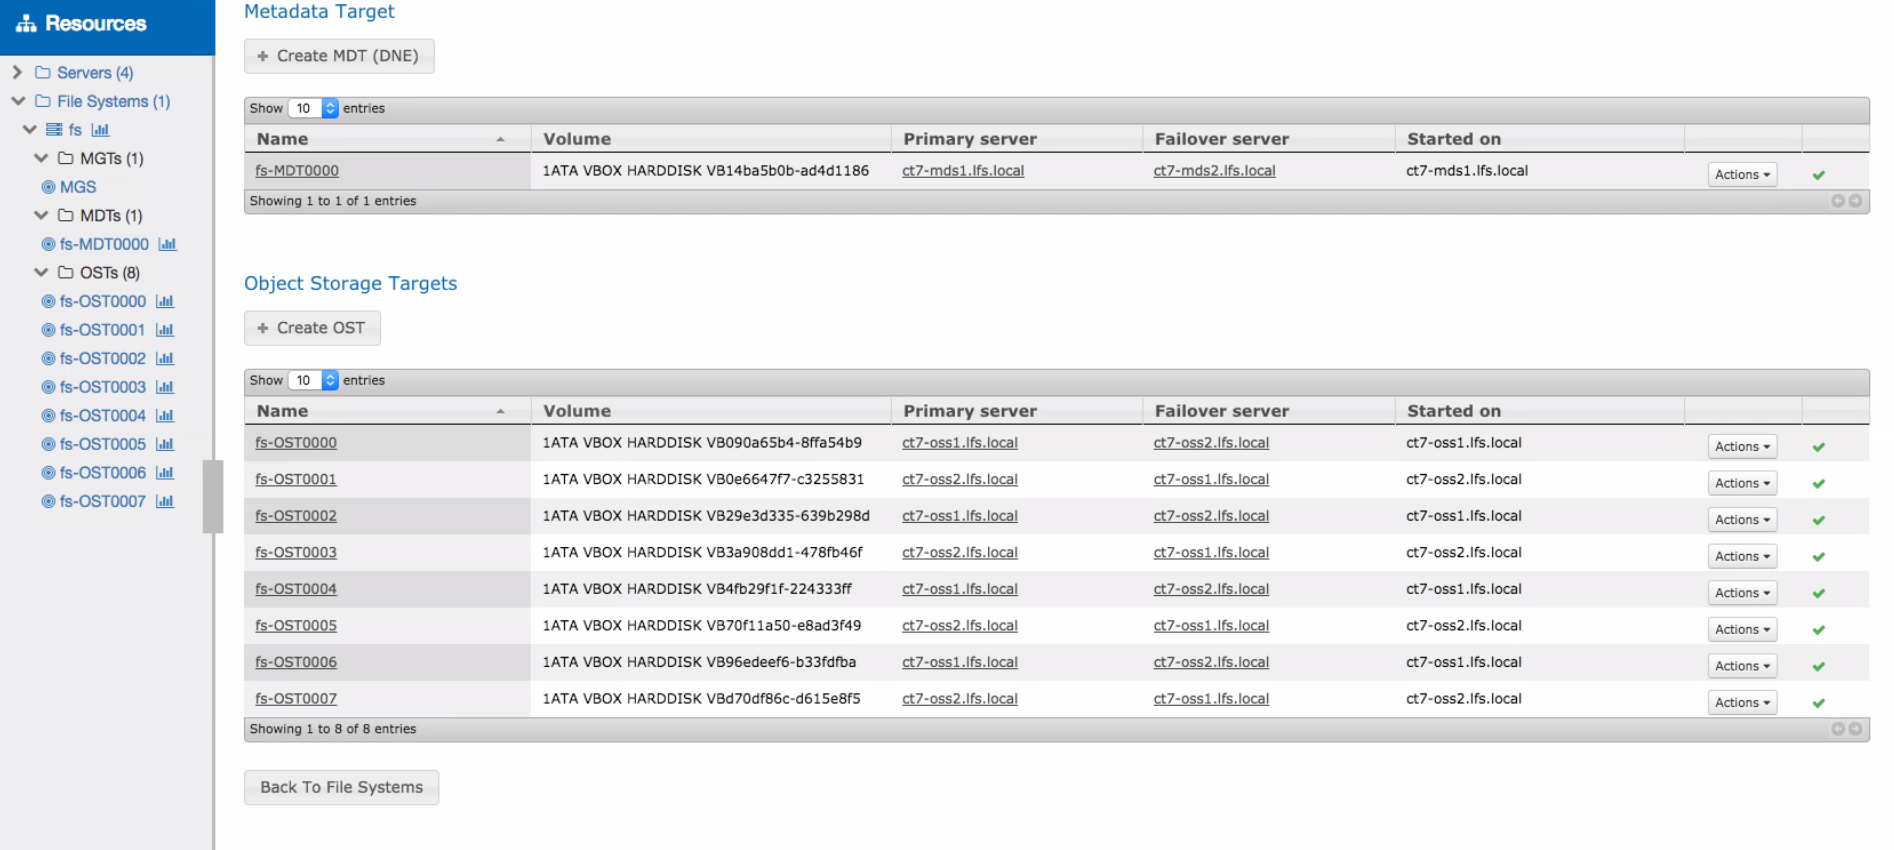 Resources
Servers (4)
File Systems (1)
fs
MGTs (1)
MGS
MDTs (1)
fs-MDT0000
OSTs (8)
fs-OST0000
fs-OST0001
fs-OST0002
fs-OST0003
fs-OST0004
fs-OST0005
fs-OST0006
fs-OST0007
Metadata Target
+ Create MDT (DNE)
Show 10 entries
Name Volume Primary server Failover server Started on
fs-MDT0000 1ATA VBOX HARDDISK VB14ba5b0b-ad4d1186 ct7-mds1.lfs.local ct7-mds2.lfs.local ct7-mds1.lfs.local Actions
Showing 1 to 1 of 1 entries
Object Storage Targets
+ Create OST
Show 10 entries
Name Volume Primary server Failover server Started on
fs-OST0000 1ATA VBOX HARDDISK VB090a65b4-8ffa54b9 ct7-oss1.lfs.local ct7-oss2.lfs.local ct7-oss1.lfs.local Actions
fs-OST0001 1ATA VBOX HARDDISK VB0e6647f7-c3255831 ct7-oss2.lfs.local ct7-oss1.lfs.local ct7-oss2.lfs.local Actions
fs-OST0002 1ATA VBOX HARDDISK VB29e3d335-639b298d ct7-oss1.lfs.local ct7-oss2.lfs.local ct7-oss1.lfs.local Actions
fs-OST0003 1ATA VBOX HARDDISK VB3a908dd1-478fb46f ct7-oss2.lfs.local ct7-oss1.lfs.local ct7-oss2.lfs.local Actions
fs-OST0004 1ATA VBOX HARDDISK VB4fb29f1f-224333ff ct7-oss1.lfs.local ct7-oss2.lfs.local ct7-oss1.lfs.local Actions
fs-OST0005 1ATA VBOX HARDDISK VB70f11a50-e8ad3f49 ct7-oss2.lfs.local ct7-oss1.lfs.local ct7-oss2.lfs.local Actions
fs-OST0006 1ATA VBOX HARDDISK VB96edeef6-b33fdfba ct7-oss1.lfs.local ct7-oss2.lfs.local ct7-oss1.lfs.local Actions
fs-OST0007 1ATA VBOX HARDDISK VBd70df86c-d615e8f5 ct7-oss2.lfs.local ct7-oss1.lfs.local ct7-oss2.lfs.local Actions
Showing 1 to 8 of 8 entries
Back To File Systems